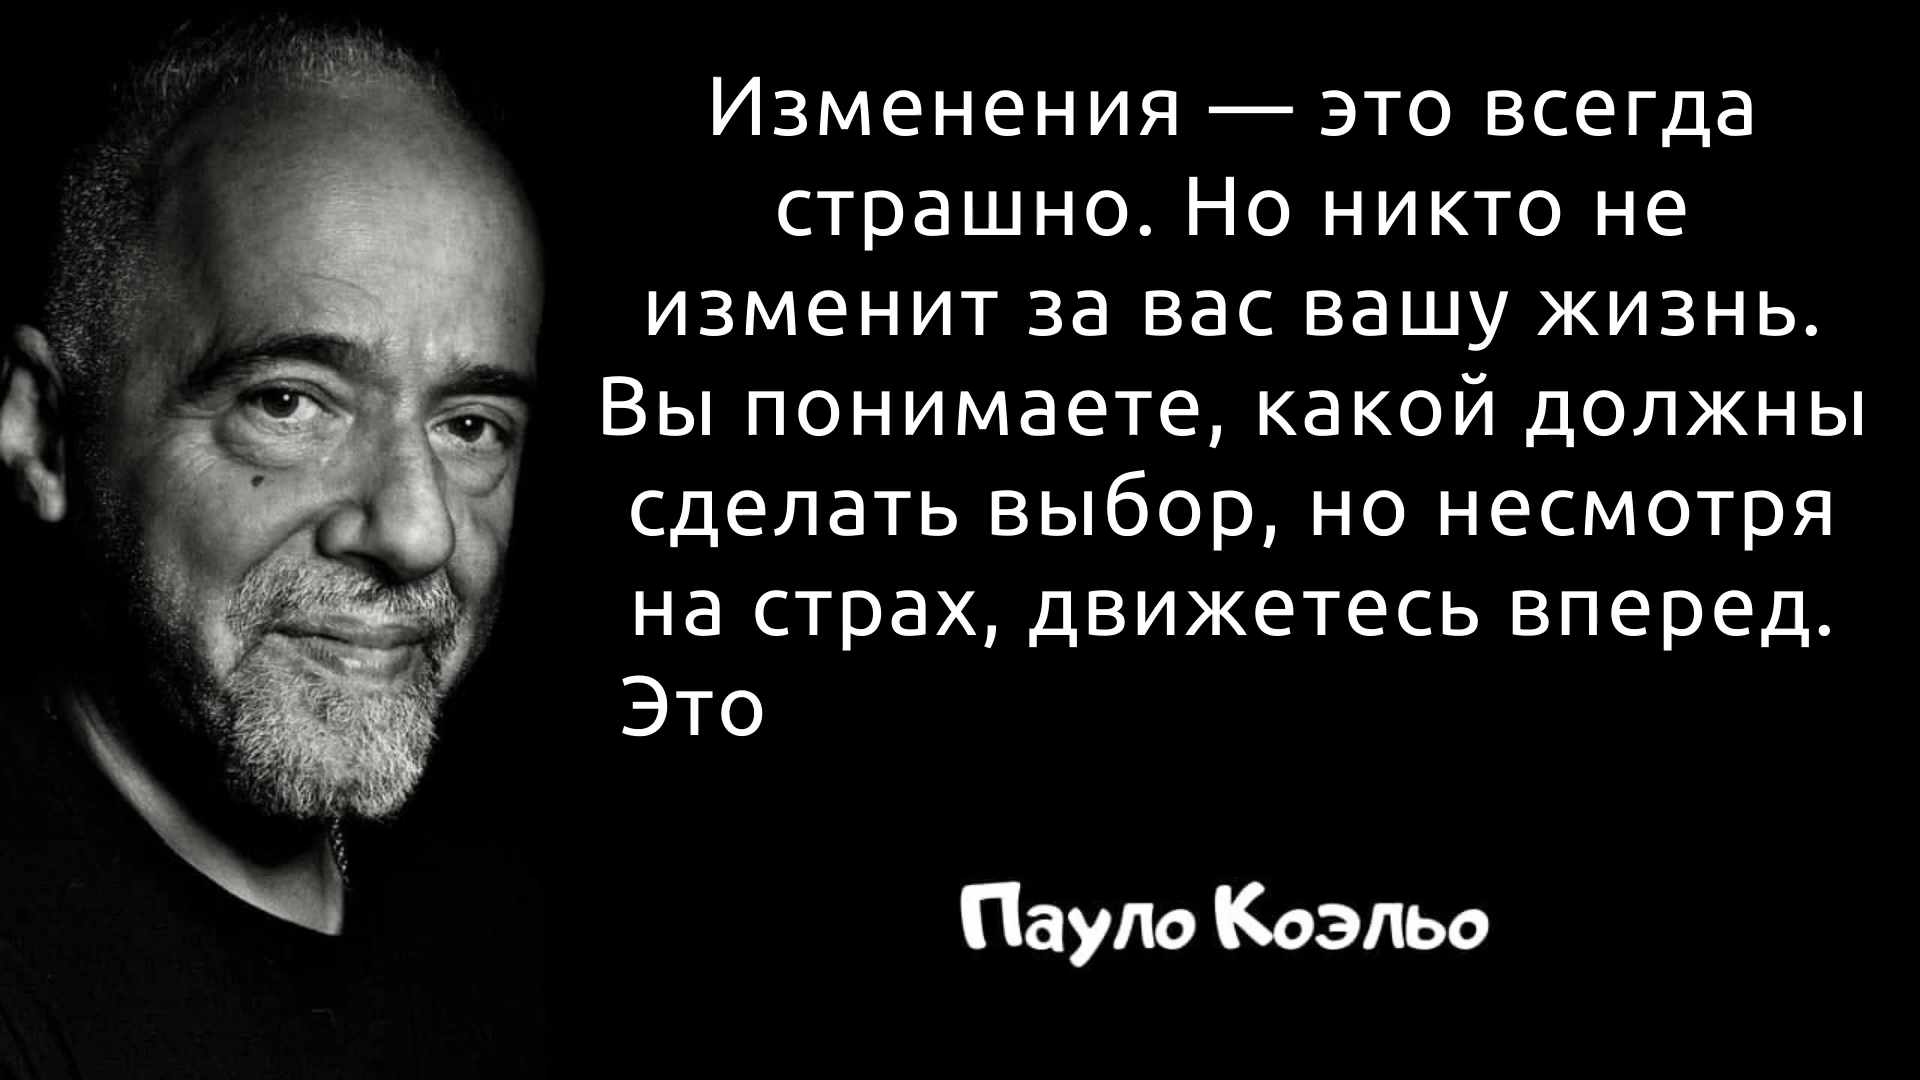 Изменения — это всегда
страшно. Но никто не
изменит за вас вашу жизнь.
Вы понимаете, какой должны
сделать выбор, но несмотря
на страх, движетесь вперед.
Это
Пауло Коэльо